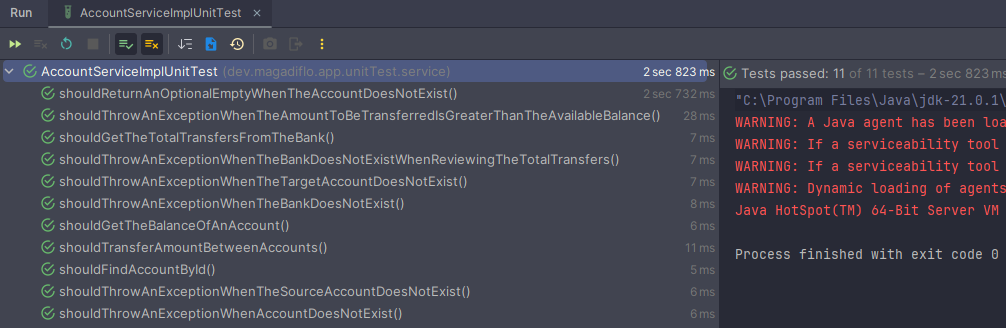 Run AccountServiceImplUnitTest
AccountServiceImplUnitTest (dev.magadiflo.app.unitTest.service) 2 sec 823 ms
shouldReturnAnOptionalEmptyWhenTheAccountDoesNotExist() 2 sec 732 ms
shouldThrowAnExceptionWhenTheAmountToBeTransferredIsGreaterThanTheAvailableBalance() 28 ms
shouldGetTheTotalTransfersFromTheBank() 7 ms
shouldThrowAnExceptionWhenTheBankDoesNotExistWhenReviewingTheTotalTransfers() 7 ms
shouldThrowAnExceptionWhenTheTargetAccountDoesNotExist() 7 ms
shouldThrowAnExceptionWhenTheBankDoesNotExist() 8 ms
shouldGetTheBalanceOfAnAccount() 6 ms
shouldTransferAmountBetweenAccounts() 11 ms
shouldFindAccountById() 5 ms
shouldThrowAnExceptionWhenTheSourceAccountDoesNotExist() 6 ms
shouldThrowAnExceptionWhenAccountDoesNotExist() 6 ms
Tests passed: 11 of 11 tests – 2 sec 823 ms
"C:\Program Files\Java\jdk-21.0.1\
WARNING: A Java agent has been loa
WARNING: If a serviceability tool
WARNING: If a serviceability tool
WARNING: Dynamic loading of agents
Java HotSpot(TM) 64-Bit Server VM
Process finished with exit code 0